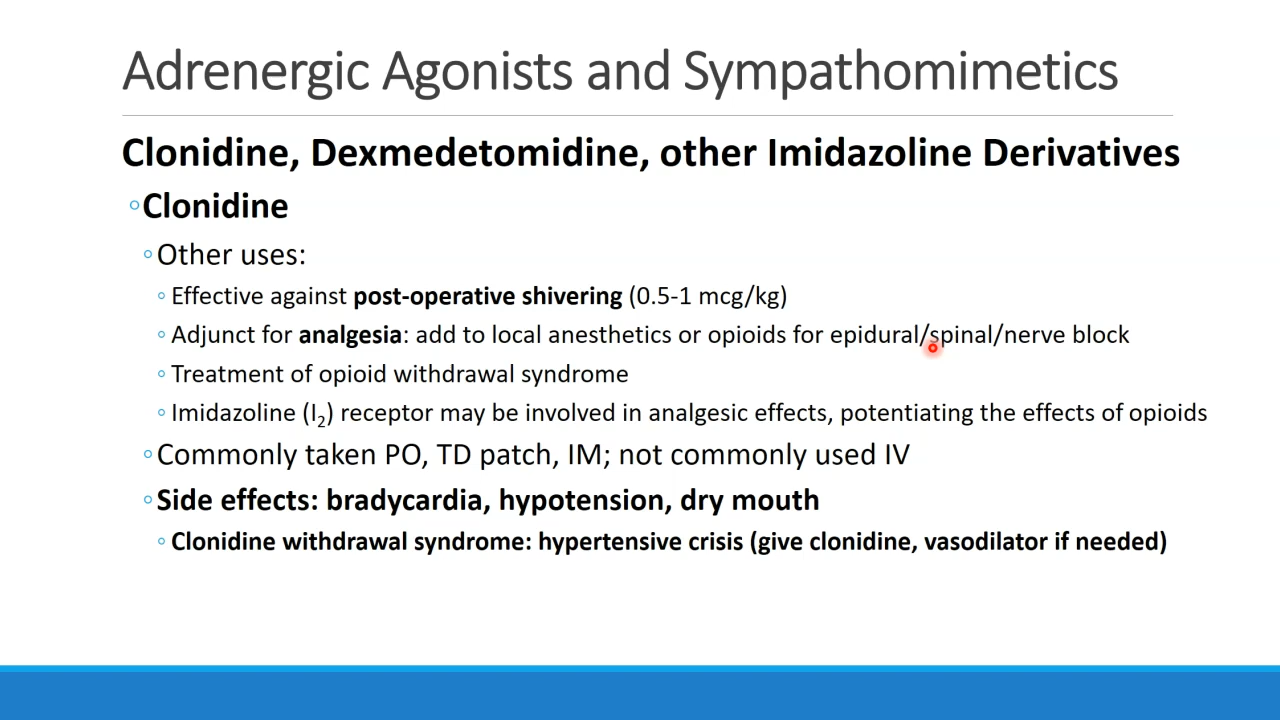 Adrenergic Agonists and Sympathomimetics
Clonidine, Dexmedetomidine, other Imidazoline Derivatives
◦Clonidine
◦Other uses:
◦Effective against post-operative shivering (0.5-1 mcg/kg)
◦Adjunct for analgesia: add to local anesthetics or opioids for epidural/spinal/nerve block
◦Treatment of opioid withdrawal syndrome
◦Imidazoline (I₂) receptor may be involved in analgesic effects, potentiating the effects of opioids
◦Commonly taken PO, TD patch, IM; not commonly used IV
◦Side effects: bradycardia, hypotension, dry mouth
◦Clonidine withdrawal syndrome: hypertensive crisis (give clonidine, vasodilator if needed)